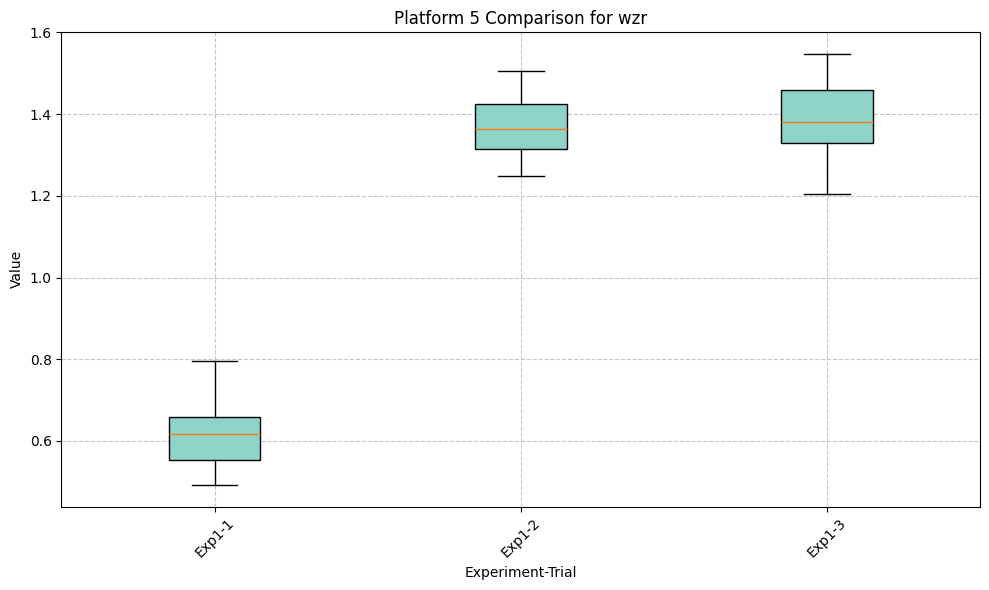 Platform 5 Comparison for wzr
Value
1.6
1.4
1.2
1.0
0.8
0.6
Exp1-1
Exp1-2
Exp1-3
Experiment-Trial